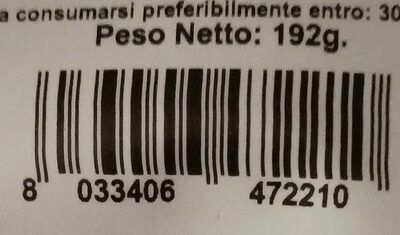 a consumarsi preferibilmente entro: 30
Peso Netto: 192g.
8 033406 472210